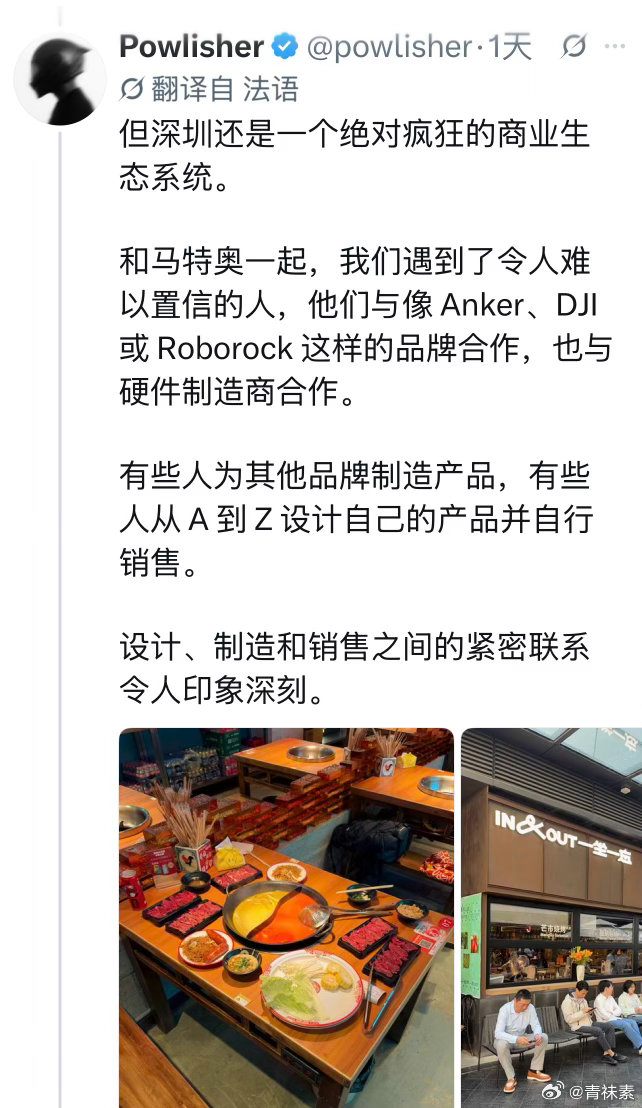 Powlisher @powlisher·1天
翻译自 法语
但深圳还是一个绝对疯狂的商业生
态系统。
和马特奥一起，我们遇到了令人难
以置信的人，他们与像 Anker、DJI
或 Roborock 这样的品牌合作，也与
硬件制造商合作。
有些人为其他品牌制造产品，有些
人从 A 到 Z 设计自己的产品并自行
销售。
设计、制造和销售之间的紧密联系
令人印象深刻。
IN&OUT一坐一忘
芒市烧烤
@青袜素